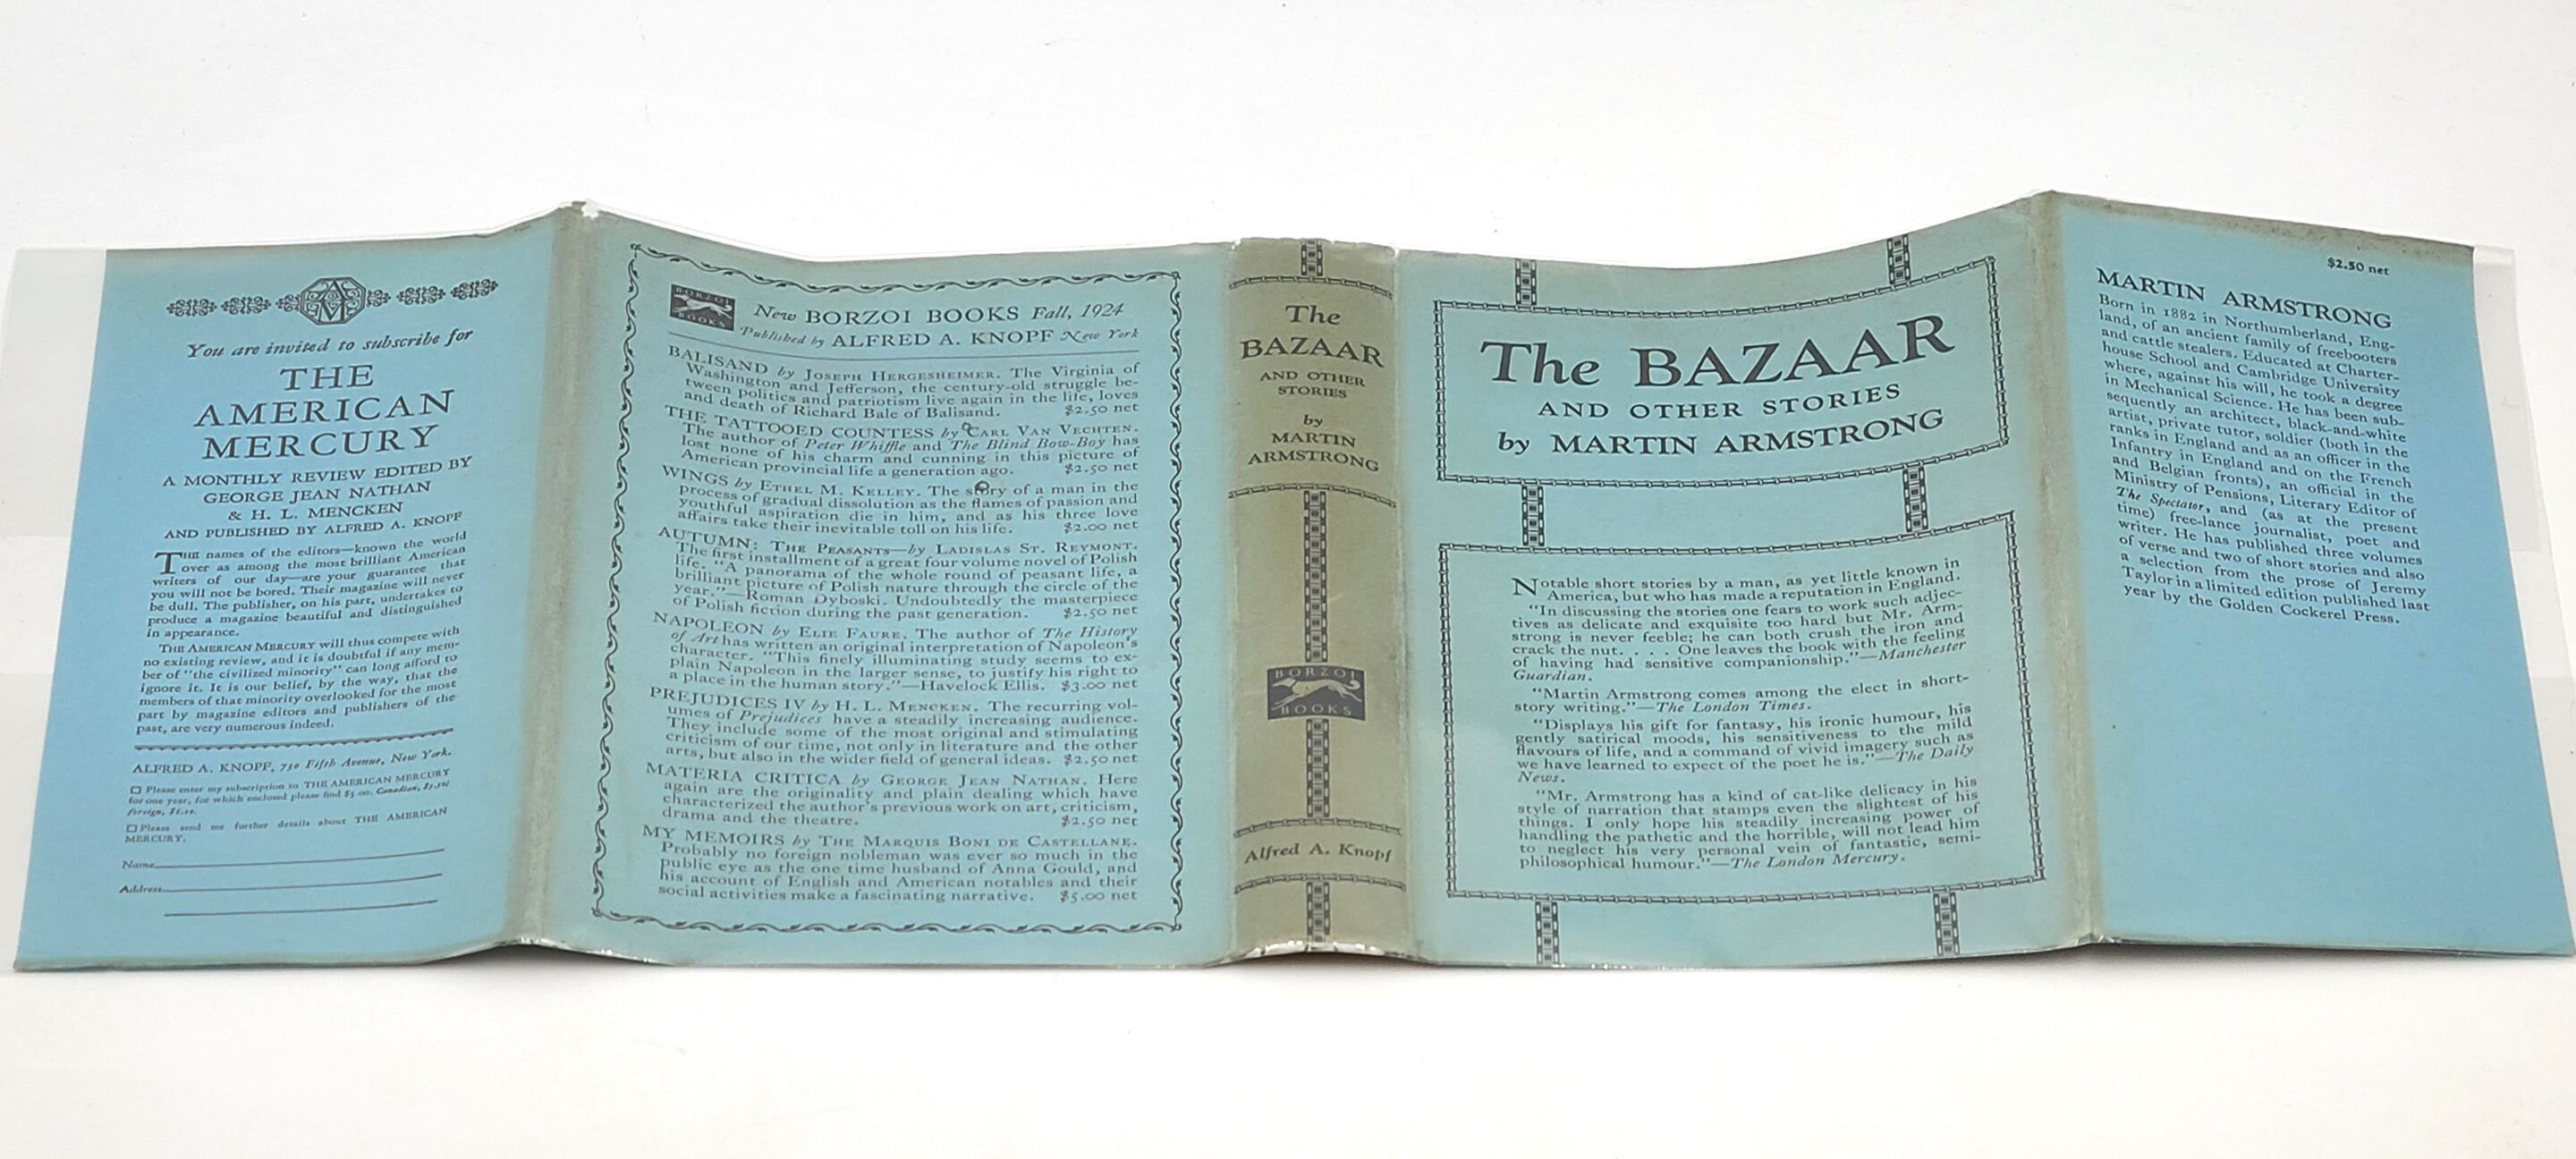 You are invited to subscribe for
THE
AMERICAN
MERCURY
A MONTHLY REVIEW EDITED BY
GEORGE JEAN NATHAN
& H. L. MENCKEN
AND PUBLISHED BY ALFRED A. KNOPF
THE names of the editors—known the world
over as among the most brilliant American
writers of our day—are your guarantee that
you will not be bored. Their magazine will never
be dull. The publisher, on his part, undertakes to
produce a magazine beautiful and distinguished
in appearance.
THE AMERICAN MERCURY will thus compete with
no existing review, and it is doubtful if any mem-
ber of "the civilized minority" can long afford to
ignore it. It is our belief, by the way, that the
members of that minority overlooked for the most
part by magazine editors and publishers of the
past, are very numerous indeed.
ALFRED A. KNOPF, 730 Fifth Avenue, New York.
Please enter my subscription to THE AMERICAN MERCURY
for one year, for which enclosed please find $5.00. Canadian, $5.50;
foreign, $6.00.
Please send me further details about THE AMERICAN
MERCURY.
Name
Address
BORZOI
BOOKS
New BORZOI BOOKS Fall, 1924
Published by ALFRED A. KNOPF New York
BALISAND by JOSEPH HERGESHEIMER. The Virginia of
Washington and Jefferson, the century-old struggle be-
tween politics and patriotism live again in the life, loves
and death of Richard Bale of Balisand. $2.50 net
THE TATTOOED COUNTESS by CARL VAN VECHTEN.
The author of Peter Whiffle and The Blind Bow-Boy has
lost none of his charm and cunning in this picture of
American provincial life a generation ago. $2.50 net
WINGS by ETHEL M. KELLEY. The story of a man in the
process of gradual dissolution as the flames of passion and
youthful aspiration die in him, and as his three love
affairs take their inevitable toll on his life. $2.00 net
AUTUMN: THE PEASANTS—by LADISLAS ST. REYMONT.
The first installment of a great four volume novel of Polish
life. "A panorama of the whole round of peasant life, a
brilliant picture of Polish nature through the circle of the
year."—Roman Dyboski. Undoubtedly the masterpiece
of Polish fiction during the past generation. $2.50 net
NAPOLEON by ELIE FAURE. The author of The History
of Art has written an original interpretation of Napoleon's
character. "This finely illuminating study seems to ex-
plain Napoleon in the larger sense, to justify his right to
a place in the human story."—Havelock Ellis. $3.00 net
PREJUDICES IV by H. L. MENCKEN. The recurring vol-
umes of Prejudices have a steadily increasing audience.
They include some of the most original and stimulating
criticism of our time, not only in literature and the other
arts, but also in the wider field of general ideas. $2.50 net
MATERIA CRITICA by GEORGE JEAN NATHAN. Here
again are the originality and plain dealing which have
characterized the author's previous work on art, criticism,
drama and the theatre. $2.50 net
MY MEMOIRS by THE MARQUIS BONI DE CASTELLANE.
Probably no foreign nobleman was ever so much in the
public eye as the one time husband of Anna Gould, and
his account of English and American notables and their
social activities make a fascinating narrative. $5.00 net
The
BAZAAR
AND OTHER
STORIES
by
MARTIN
ARMSTRONG
BORZOI
BOOKS
Alfred A. Knopf
The BAZAAR
AND OTHER STORIES
by MARTIN ARMSTRONG
Notable short stories by a man, as yet little known in
America, but who has made a reputation in England.
"In discussing the stories one fears to work such adjec-
tives as delicate and exquisite too hard but Mr. Arm-
strong is never feeble; he can both crush the iron and
crack the nut. . . . One leaves the book with the feeling
of having had sensitive companionship."—Manchester
Guardian.
"Martin Armstrong comes among the elect in short-
story writing."—The London Times.
"Displays his gift for fantasy, his ironic humour, his
gently satirical moods, his sensitiveness to the mild
flavours of life, and a command of vivid imagery such as
we have learned to expect of the poet he is."—The Daily
News.
"Mr. Armstrong has a kind of cat-like delicacy in his
style of narration that stamps even the slightest of his
things. I only hope his steadily increasing power of
handling the pathetic and the horrible, will not lead him
to neglect his very personal vein of fantastic, semi-
philosophical humour."—The London Mercury.
$2.50 net
MARTIN ARMSTRONG
Born in 1882 in Northumberland, Eng-
land, of an ancient family of freebooters
and cattle stealers. Educated at Charter-
house School and Cambridge University
where, against his will, he took a degree
in Mechanical Science. He has been sub-
sequently an architect, black-and-white
artist, private tutor, soldier (both in the
ranks in England and as an officer in the
Infantry in England and on the French
and Belgian fronts), an official in the
Ministry of Pensions, Literary Editor of
The Spectator, and (as at the present
time) free-lance journalist, poet and
writer. He has published three volumes
of verse and two of short stories and also
a selection from the prose of Jeremy
Taylor in a limited edition published last
year by the Golden Cockerel Press.